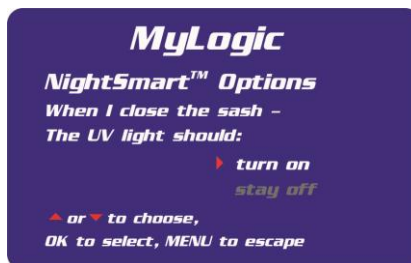 MyLogic
NightSmart™ Options
When I close the sash –
The UV light should:
turn on
stay off
or to choose,
OK to select, MENU to escape